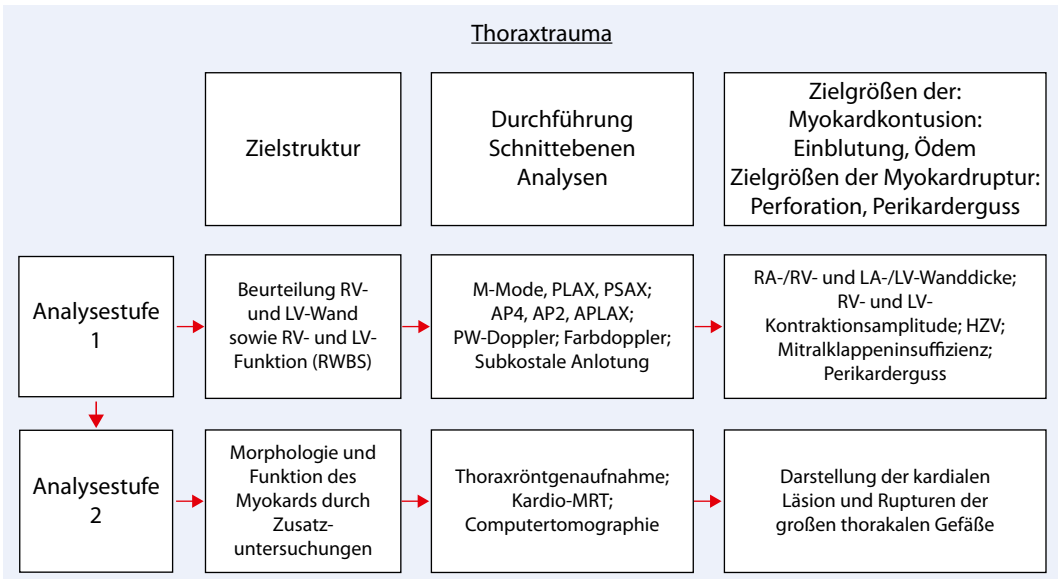 Thoraxtrauma
Zielstruktur
Durchführung
Schnittebenen
Analysen
Zielgrößen der:
Myokardkontusion:
Einblutung, Ödem
Zielgrößen der Myokardruptur:
Perforation, Perikarderguss
Analysestufe
1
Beurteilung RV-
und LV-Wand
sowie RV- und LV-
Funktion (RWBS)
M-Mode, PLAX, PSAX;
AP4, AP2, APLAX;
PW-Doppler; Farbdoppler;
Subkostale Anlotung
RA-/RV- und LA-/LV-Wanddicke;
RV- und LV-
Kontraktionsamplitude; HZV;
Mitralklappeninsuffizienz;
Perikarderguss
Analysestufe
2
Morphologie und
Funktion des
Myokards durch
Zusatz-
untersuchungen
Thoraxröntgenaufnahme;
Kardio-MRT;
Computertomographie
Darstellung der kardialen
Läsion und Rupturen der
großen thorakalen Gefäße